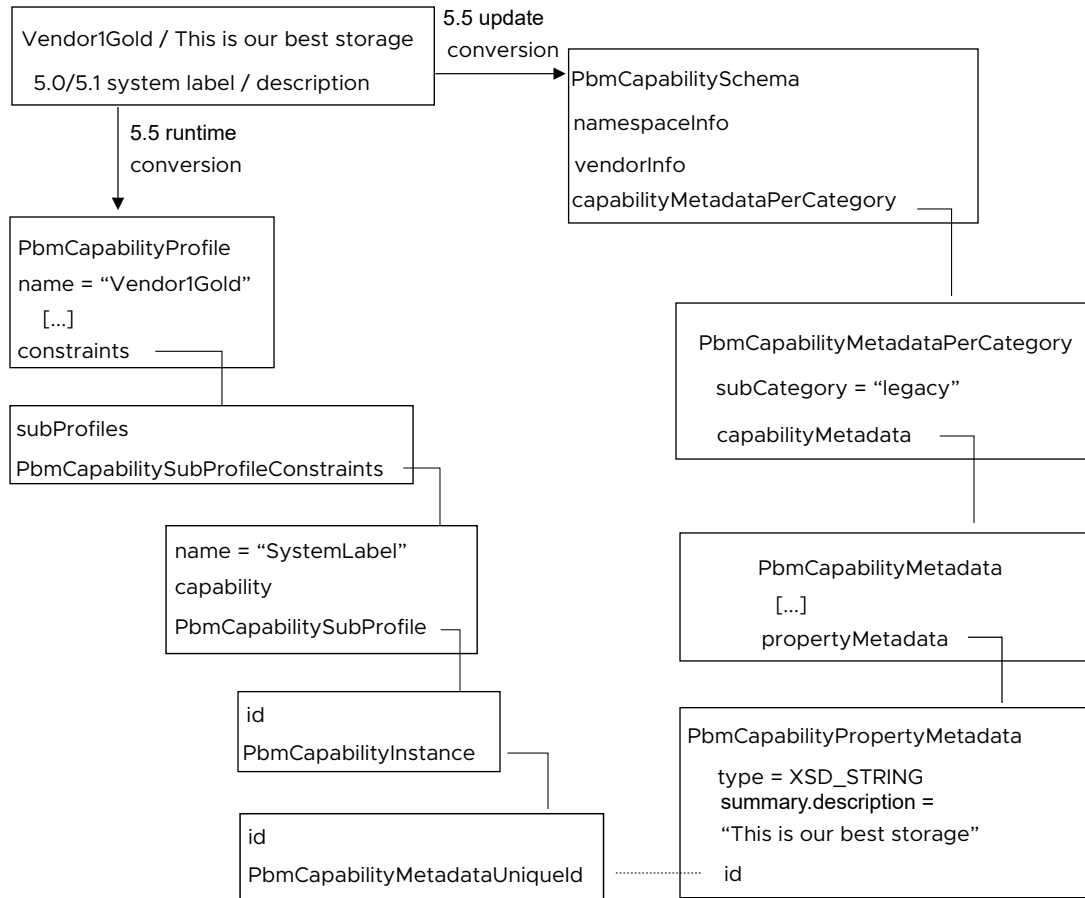 Vendor1Gold / This is our best storage
5.0/5.1 system label / description
5.5 update
conversion
5.5 runtime
conversion
PbmCapabilitySchema
namespaceInfo
vendorInfo
capabilityMetadataPerCategory
PbmCapabilityProfile
name = “Vendor1Gold”
[...]
constraints
subProfiles
PbmCapabilitySubProfileConstraints
name = “SystemLabel”
capability
PbmCapabilitySubProfile
id
PbmCapabilityInstance
id
PbmCapabilityMetadataUniqueId
PbmCapabilityMetadataPerCategory
subCategory = “legacy”
capabilityMetadata
PbmCapabilityMetadata
[...]
propertyMetadata
PbmCapabilityPropertyMetadata
type = XSD_STRING
summary.description =
“This is our best storage”
id